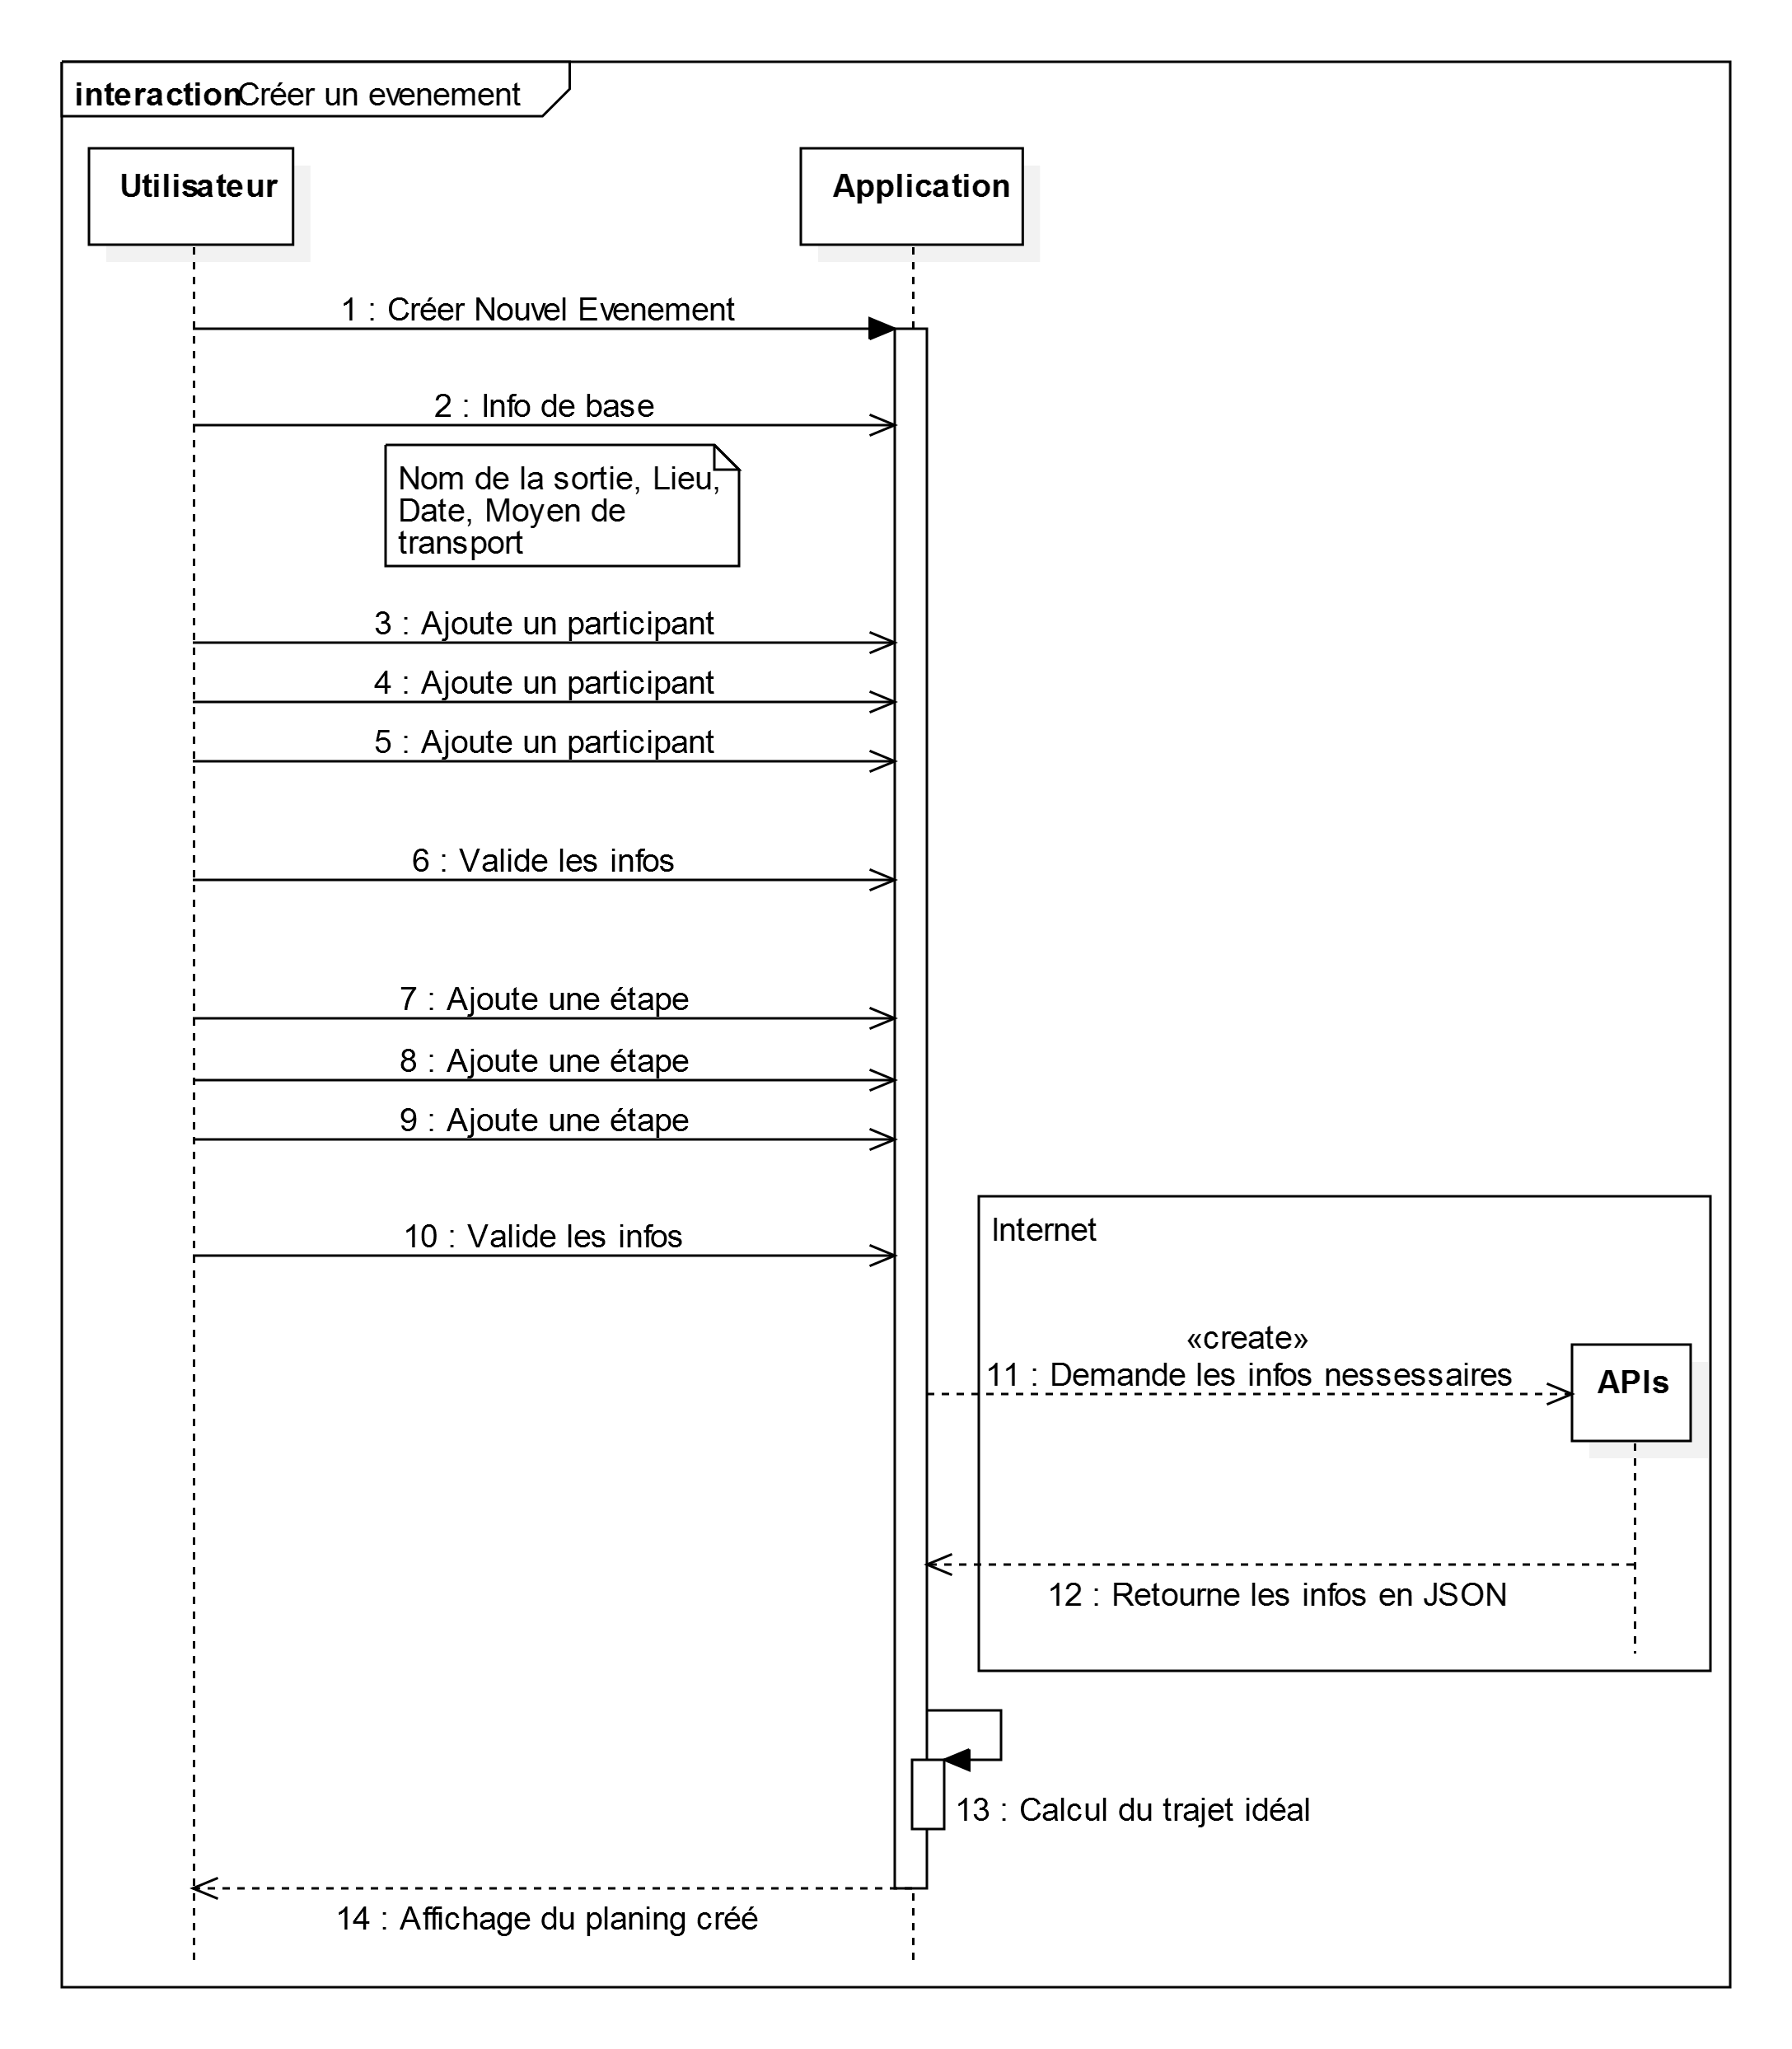 interaction Créer un evenement
Utilisateur
Application
1 : Créer Nouvel Evenement
2 : Info de base
Nom de la sortie, Lieu,
Date, Moyen de
transport
3 : Ajoute un participant
4 : Ajoute un participant
5 : Ajoute un participant
6 : Valide les infos
7 : Ajoute une étape
8 : Ajoute une étape
9 : Ajoute une étape
10 : Valide les infos
Internet
«create»
11 : Demande les infos nessessaires
APIs
12 : Retourne les infos en JSON
13 : Calcul du trajet idéal
14 : Affichage du planing créé